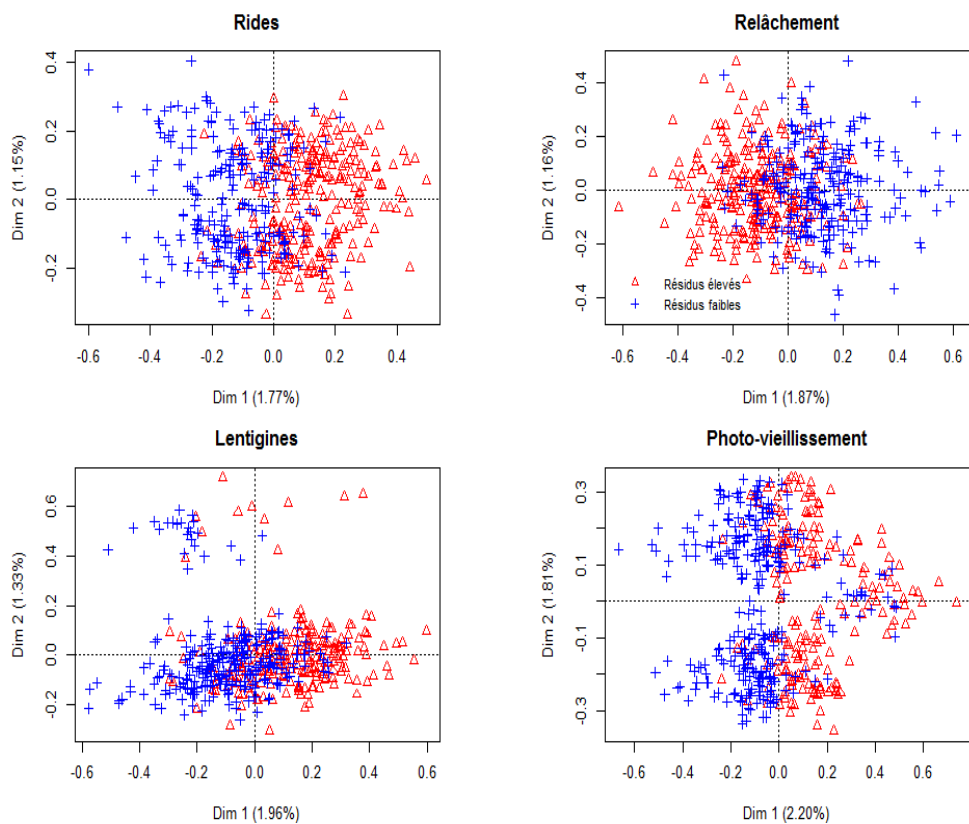 Rides
0.4
0.2
0.0
-0.2
Dim 2 (1.15%)
-0.6 -0.4 -0.2 0.0 0.2 0.4
Dim 1 (1.77%)
Relâchement
0.4
0.2
0.0
-0.2
-0.4
Dim 2 (1.16%)
Résidus élevés
Résidus faibles
-0.6 -0.4 -0.2 0.0 0.2 0.4 0.6
Dim 1 (1.87%)
Lentigines
0.6
0.4
0.2
0.0
-0.2
Dim 2 (1.33%)
-0.6 -0.4 -0.2 0.0 0.2 0.4 0.6
Dim 1 (1.96%)
Photo-vieillissement
0.3
0.1
-0.1
-0.3
Dim 2 (1.81%)
-0.6 -0.4 -0.2 0.0 0.2 0.4 0.6
Dim 1 (2.20%)